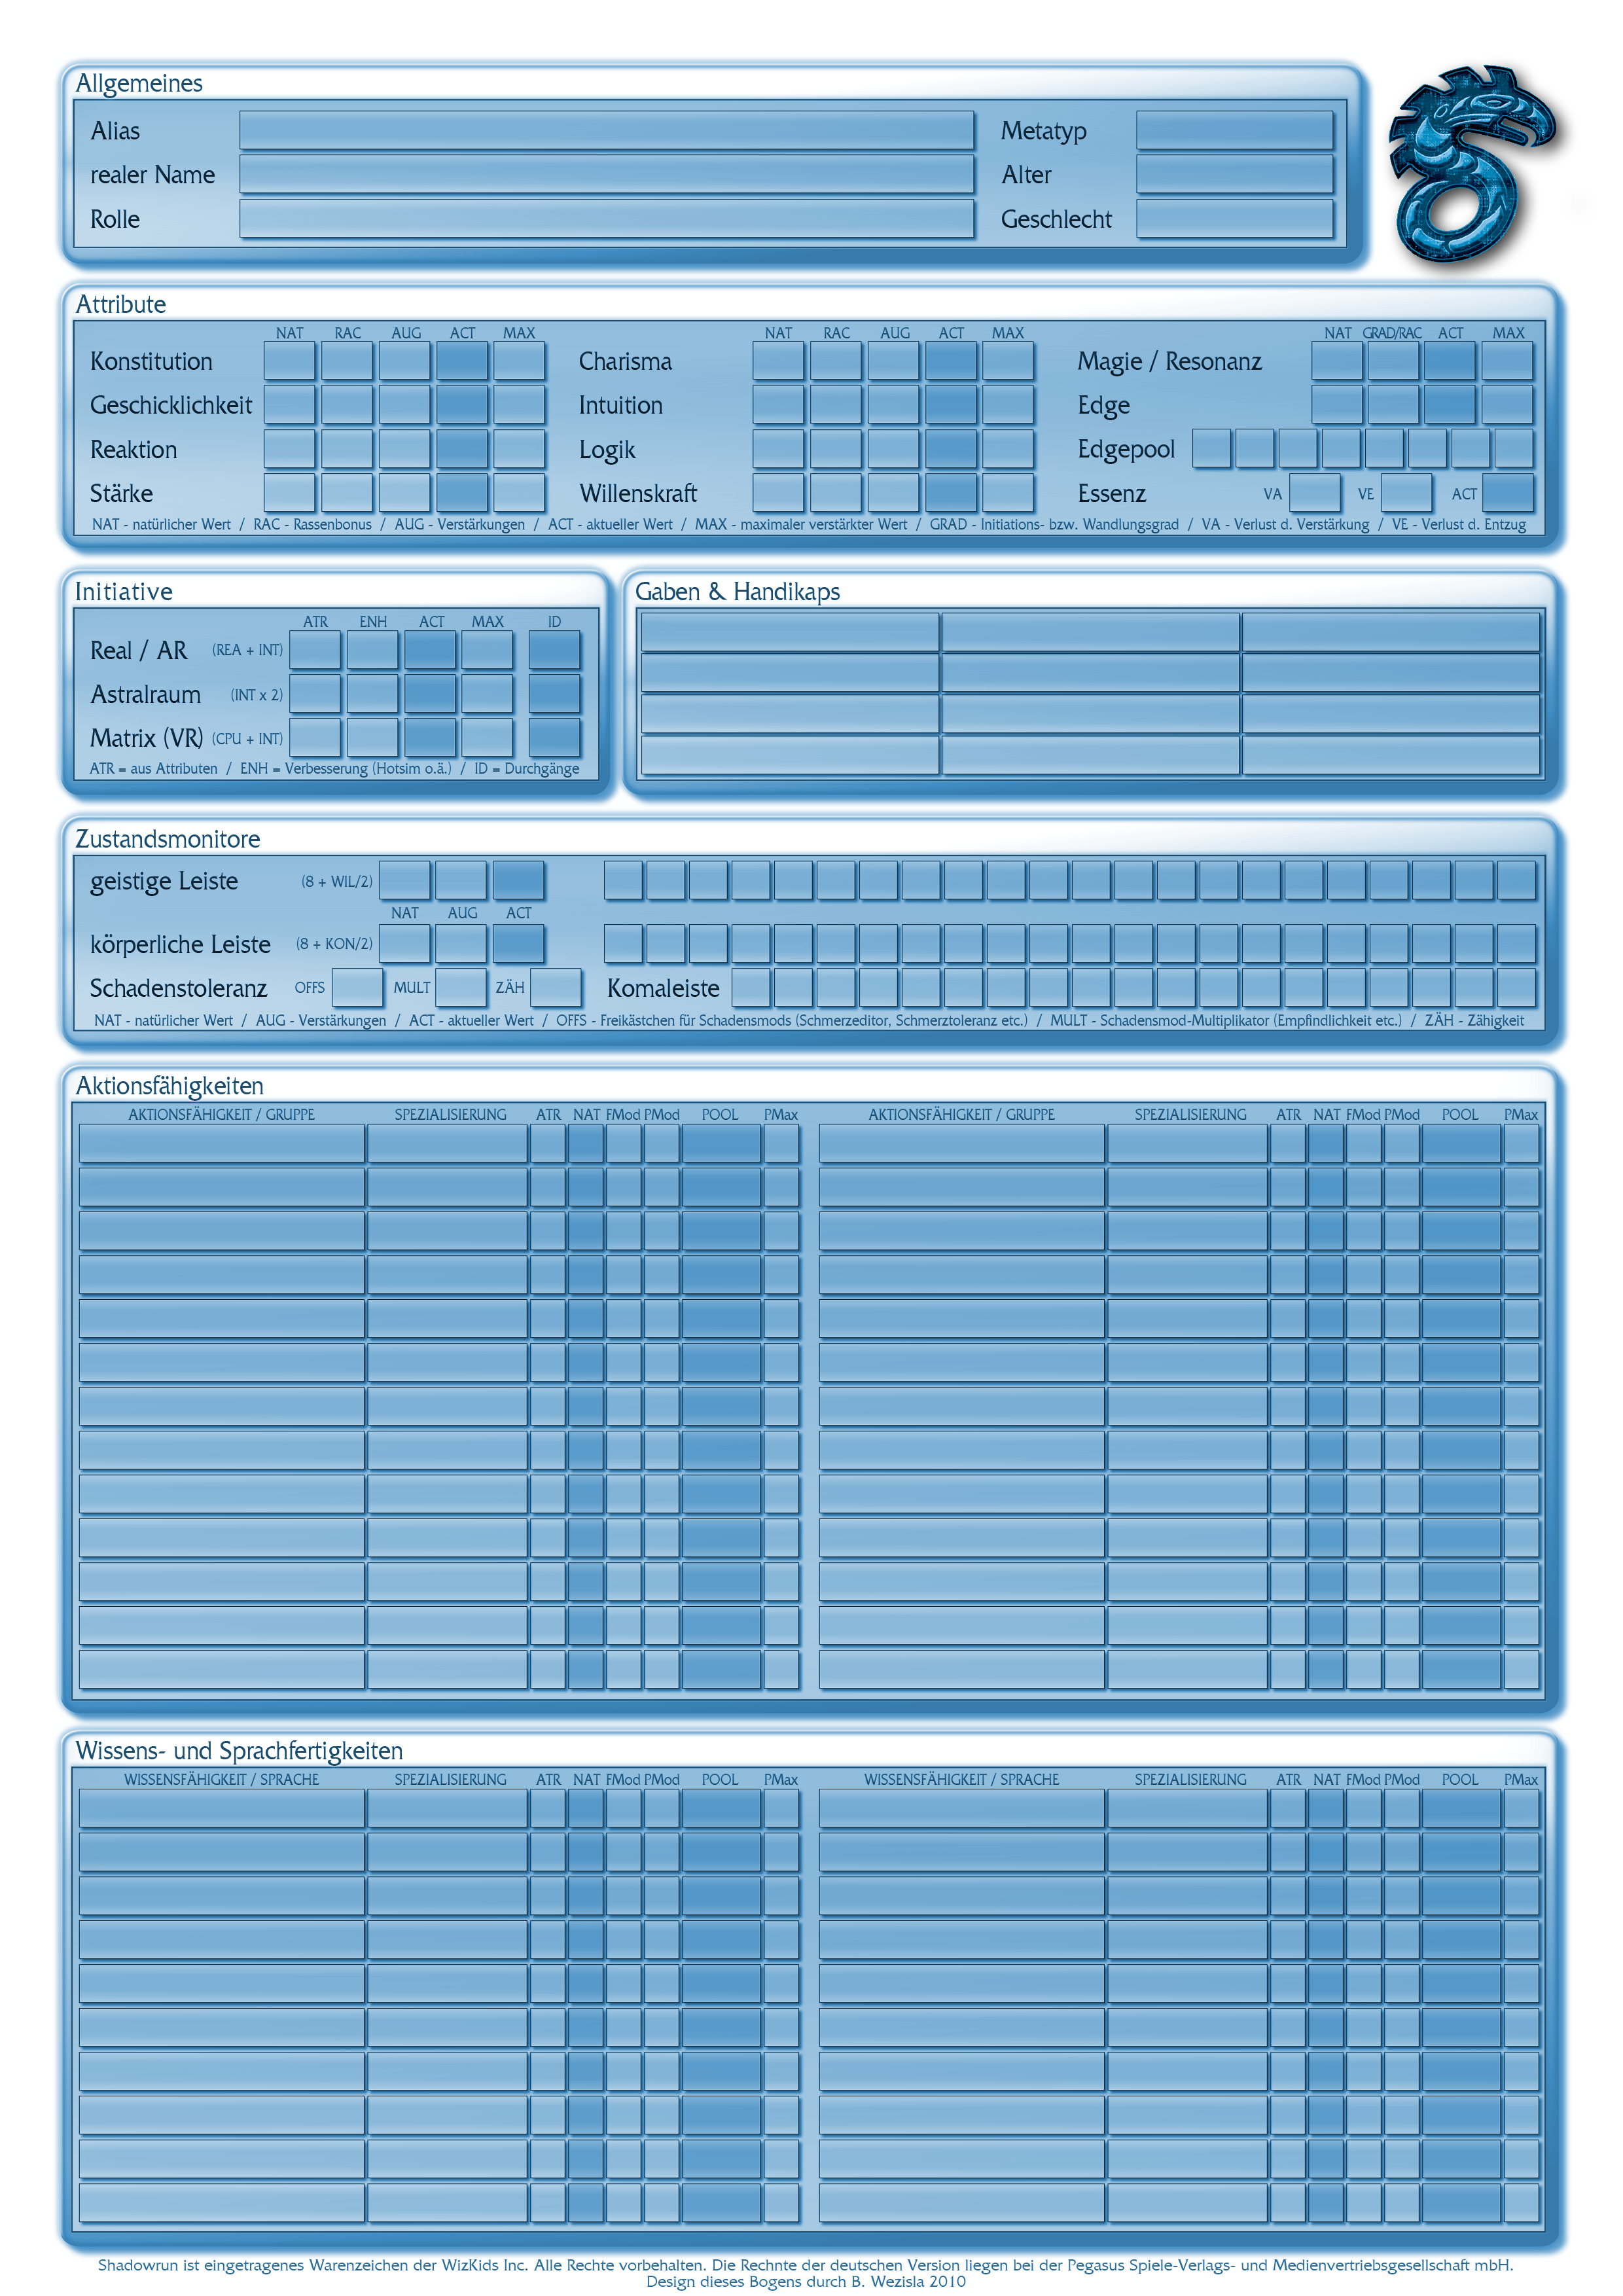 Allgemeines
Alias Metatyp
realer Name Alter
Rolle Geschlecht
Attribute
NAT RAC AUG ACT MAX NAT RAC AUG ACT MAX NAT GRAD/RAC ACT MAX
Konstitution Charisma Magie / Resonanz
Geschicklichkeit Intuition Edge
Reaktion Logik Edgepool
Stärke Willenskraft Essenz VA VE ACT
NAT - natürlicher Wert / RAC - Rassenbonus / AUG - Verstärkungen / ACT - aktueller Wert / MAX - maximaler verstärkter Wert / GRAD - Initiations- bzw. Wandlungsgrad / VA - Verlust d. Verstärkung / VE - Verlust d. Entzug
Initiative
ATR ENH ACT MAX ID
Real / AR (REA + INT)
Astralraum (INT x 2)
Matrix (VR) (CPU + INT)
ATR = aus Attributen / ENH = Verbesserung (Hotsim o.ä.) / ID = Durchgänge
Gaben & Handikaps
Zustandsmonitore
geistige Leiste (8 + WIL/2)
NAT AUG ACT
körperliche Leiste (8 + KON/2)
Schadenstoleranz OFFS MULT ZÄH Komaleiste
NAT - natürlicher Wert / AUG - Verstärkungen / ACT - aktueller Wert / OFFS - Freikästchen für Schadensmods (Schmerzeditor, Schmerztoleranz etc.) / MULT - Schadensmod-Multiplikator (Empfindlichkeit etc.) / ZÄH - Zähigkeit
Aktionsfähigkeiten
AKTIONSFÄHIGKEIT / GRUPPE SPEZIALISIERUNG ATR NAT FMod PMod POOL PMax AKTIONSFÄHIGKEIT / GRUPPE SPEZIALISIERUNG ATR NAT FMod PMod POOL PMax
Wissens- und Sprachfertigkeiten
WISSENSFÄHIGKEIT / SPRACHE SPEZIALISIERUNG ATR NAT FMod PMod POOL PMax WISSENSFÄHIGKEIT / SPRACHE SPEZIALISIERUNG ATR NAT FMod PMod POOL PMax
Shadowrun ist eingetragenes Warenzeichen der WizKids Inc. Alle Rechte vorbehalten. Die Rechnte der deutschen Version liegen bei der Pegasus Spiele-Verlags- und Medienvertriebsgesellschaft mbH.
Design dieses Bogens durch B. Wezisla 2010